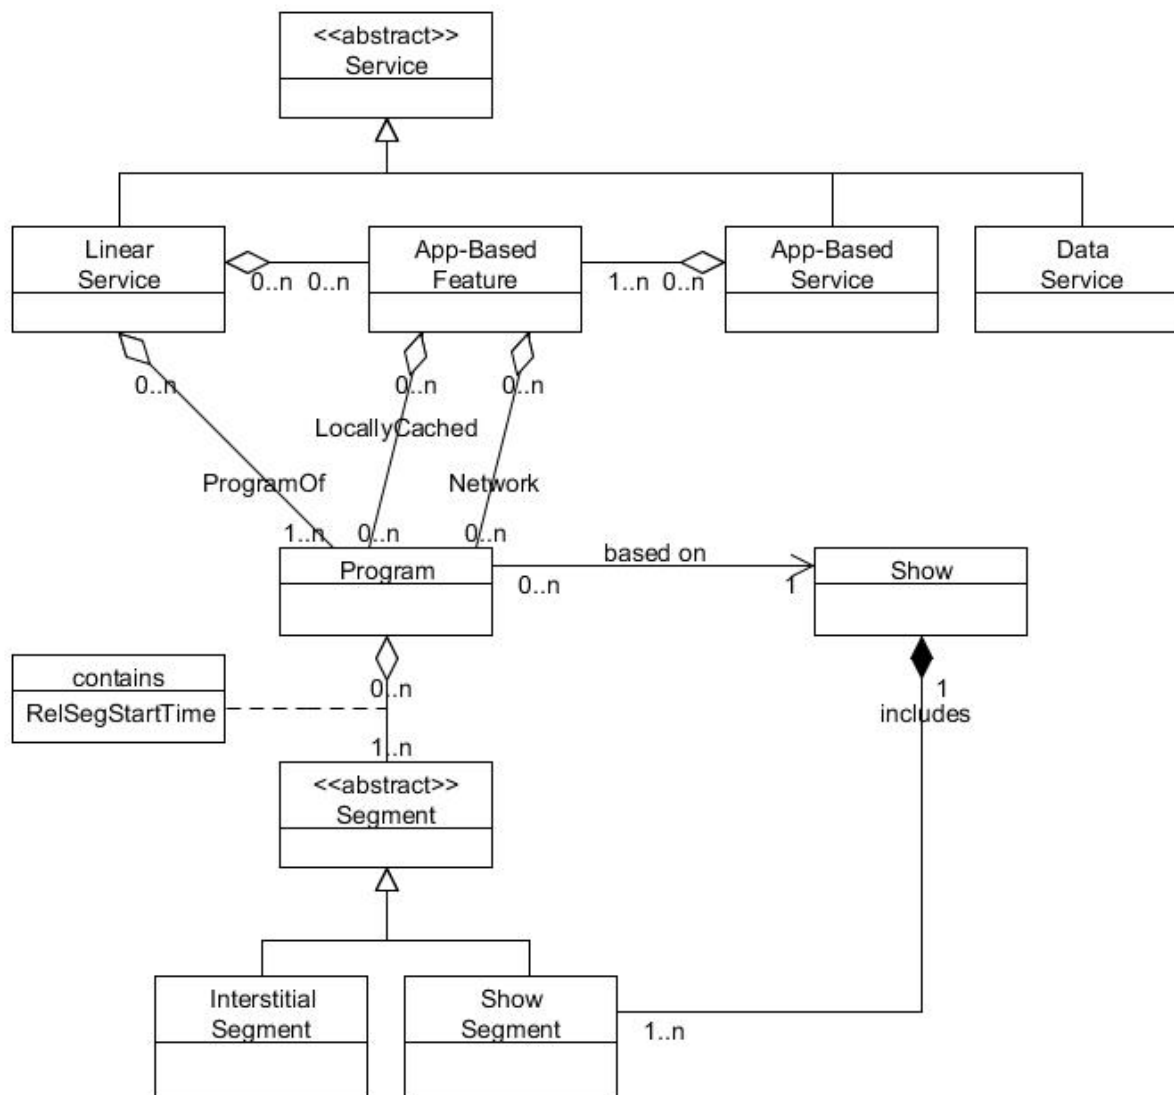 <<abstract>>
Service
Linear
Service
App-Based
Feature
App-Based
Service
Data
Service
0..n 0..n
1..n 0..n
0..n
0..n
0..n
LocallyCached
ProgramOf
Network
1..n
0..n
0..n
Program
based on
0..n
1
Show
contains
RelSegStartTime
0..n
1..n
1
includes
<<abstract>>
Segment
Interstitial
Segment
Show
Segment
1..n